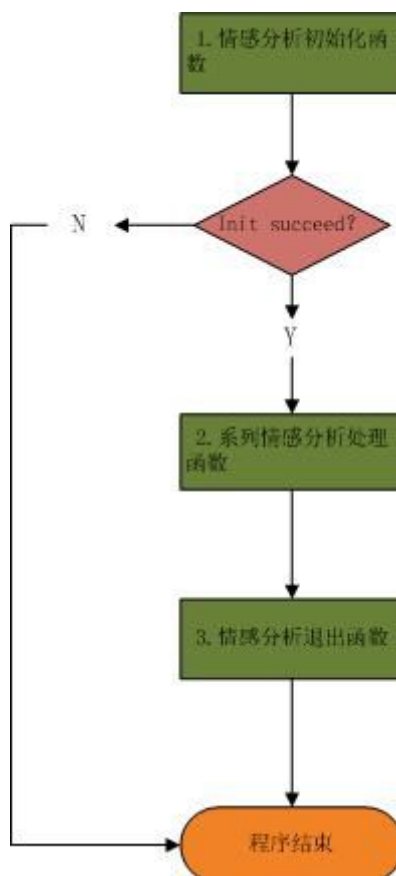 1.情感分析初始化函
数
Init succeed?
N
Y
2.系列情感分析处理
函数
3.情感分析退出函数
程序结束